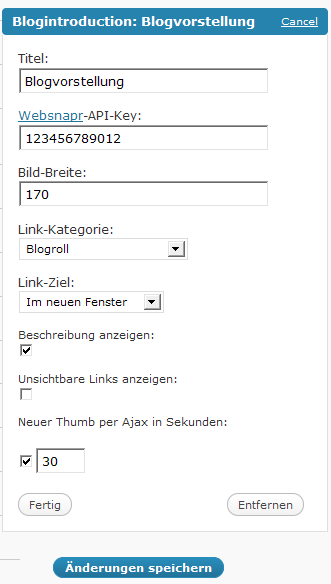 Blogintroduction: Blogvorstellung Cancel
Titel:
Blogvorstellung
Websnapr-API-Key:
123456789012
Bild-Breite:
170
Link-Kategorie:
Blogroll
Link-Ziel:
Im neuen Fenster
Beschreibung anzeigen:
Unsichtbare Links anzeigen:
Neuer Thumb per Ajax in Sekunden:
30
Fertig Entfernen
Änderungen speichern